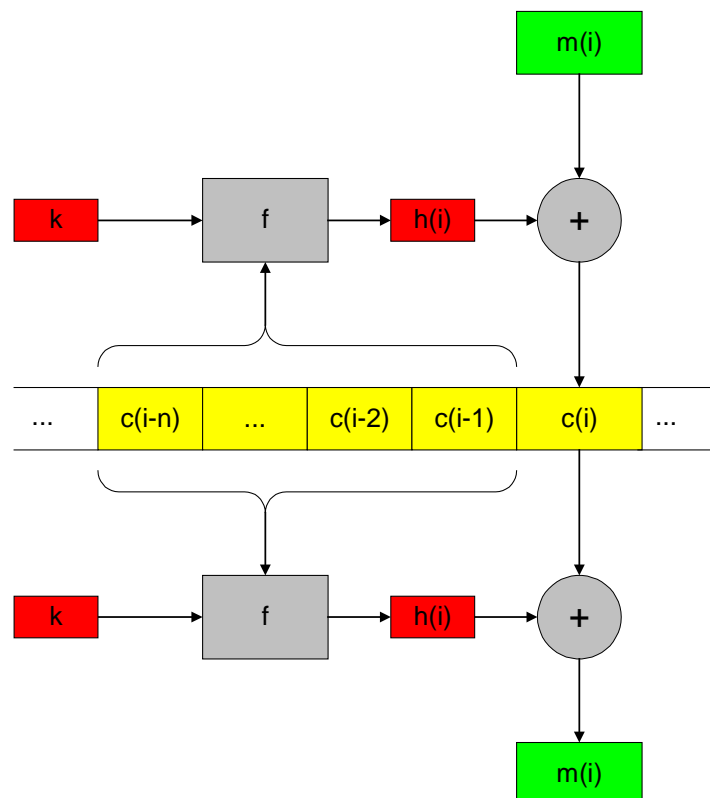 m(i)
k f h(i) +
... c(i-n) ... c(i-2) c(i-1) c(i) ...
k f h(i) +
m(i)